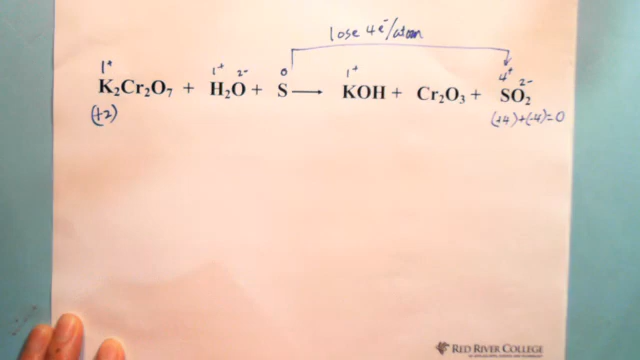 lose 4e⁻/atom
1⁺ 1⁺ 2⁻ 0 1⁺ 4⁺ 2⁻
K₂Cr₂O₇ + H₂O + S → KOH + Cr₂O₃ + SO₂
(+2) (+4)+(-4)=0
RED RIVER COLLEGE